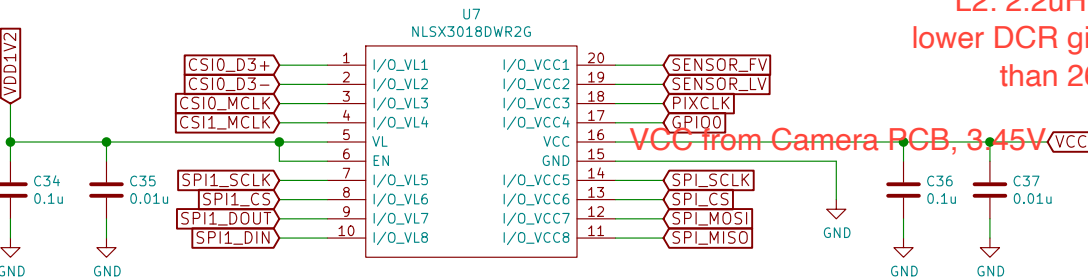 U7
NLSX3018DWR2G
L2: 2.2uH
lower DCR gi
than 20
VDD1V2
CSI0_D3+ 1 I/O_VL1 I/O_VCC1 20 SENSOR_FV
CSI0_D3- 2 I/O_VL2 I/O_VCC2 19 SENSOR_LV
CSI0_MCLK 3 I/O_VL3 I/O_VCC3 18 PIXCLK
CSI1_MCLK 4 I/O_VL4 I/O_VCC4 17 GPIO0
5 VL VCC 16 VCC from Camera PCB, 3.45V VCC
6 EN GND 15
SPI1_SCLK 7 I/O_VL5 I/O_VCC5 14 SPI_SCLK
SPI1_CS 8 I/O_VL6 I/O_VCC6 13 SPI_CS
SPI1_DOUT 9 I/O_VL7 I/O_VCC7 12 SPI_MOSI
SPI1_DIN 10 I/O_VL8 I/O_VCC8 11 SPI_MISO
C34
0.1u
C35
0.01u
C36
0.1u
C37
0.01u
GND
GND
GND
GND
GND